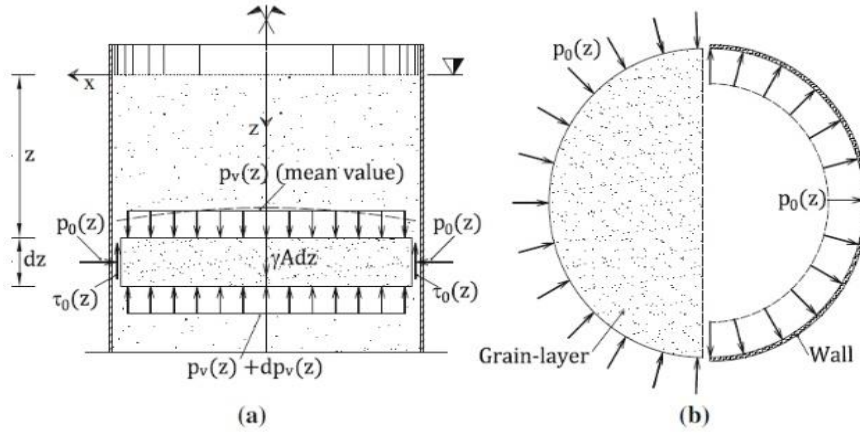 x
z
z
pv(z) (mean value)
p0(z)
p0(z)
dz
γAdz
τ0(z)
τ0(z)
pv(z) +dpv(z)
(a)
p0(z)
p0(z)
Grain-layer
Wall
(b)